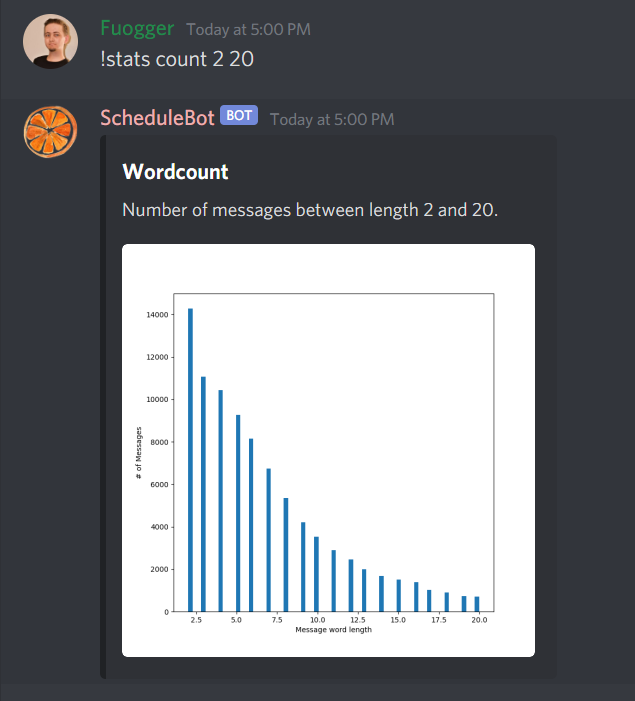 Fuogger Today at 5:00 PM
!stats count 2 20
ScheduleBot BOT Today at 5:00 PM
Wordcount
Number of messages between length 2 and 20.
14000
12000
10000
8000
6000
4000
2000
0
# of Messages
2.5 5.0 7.5 10.0 12.5 15.0 17.5 20.0
Message word length